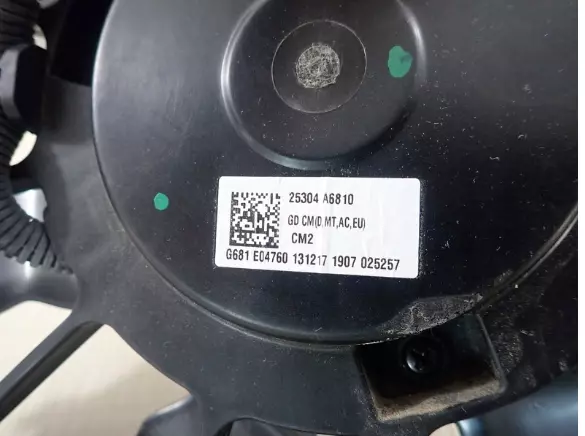 25304 A6810
GD CM(D,MT,AC,EU)
CM2
G681 E04760 131217 1907 025257